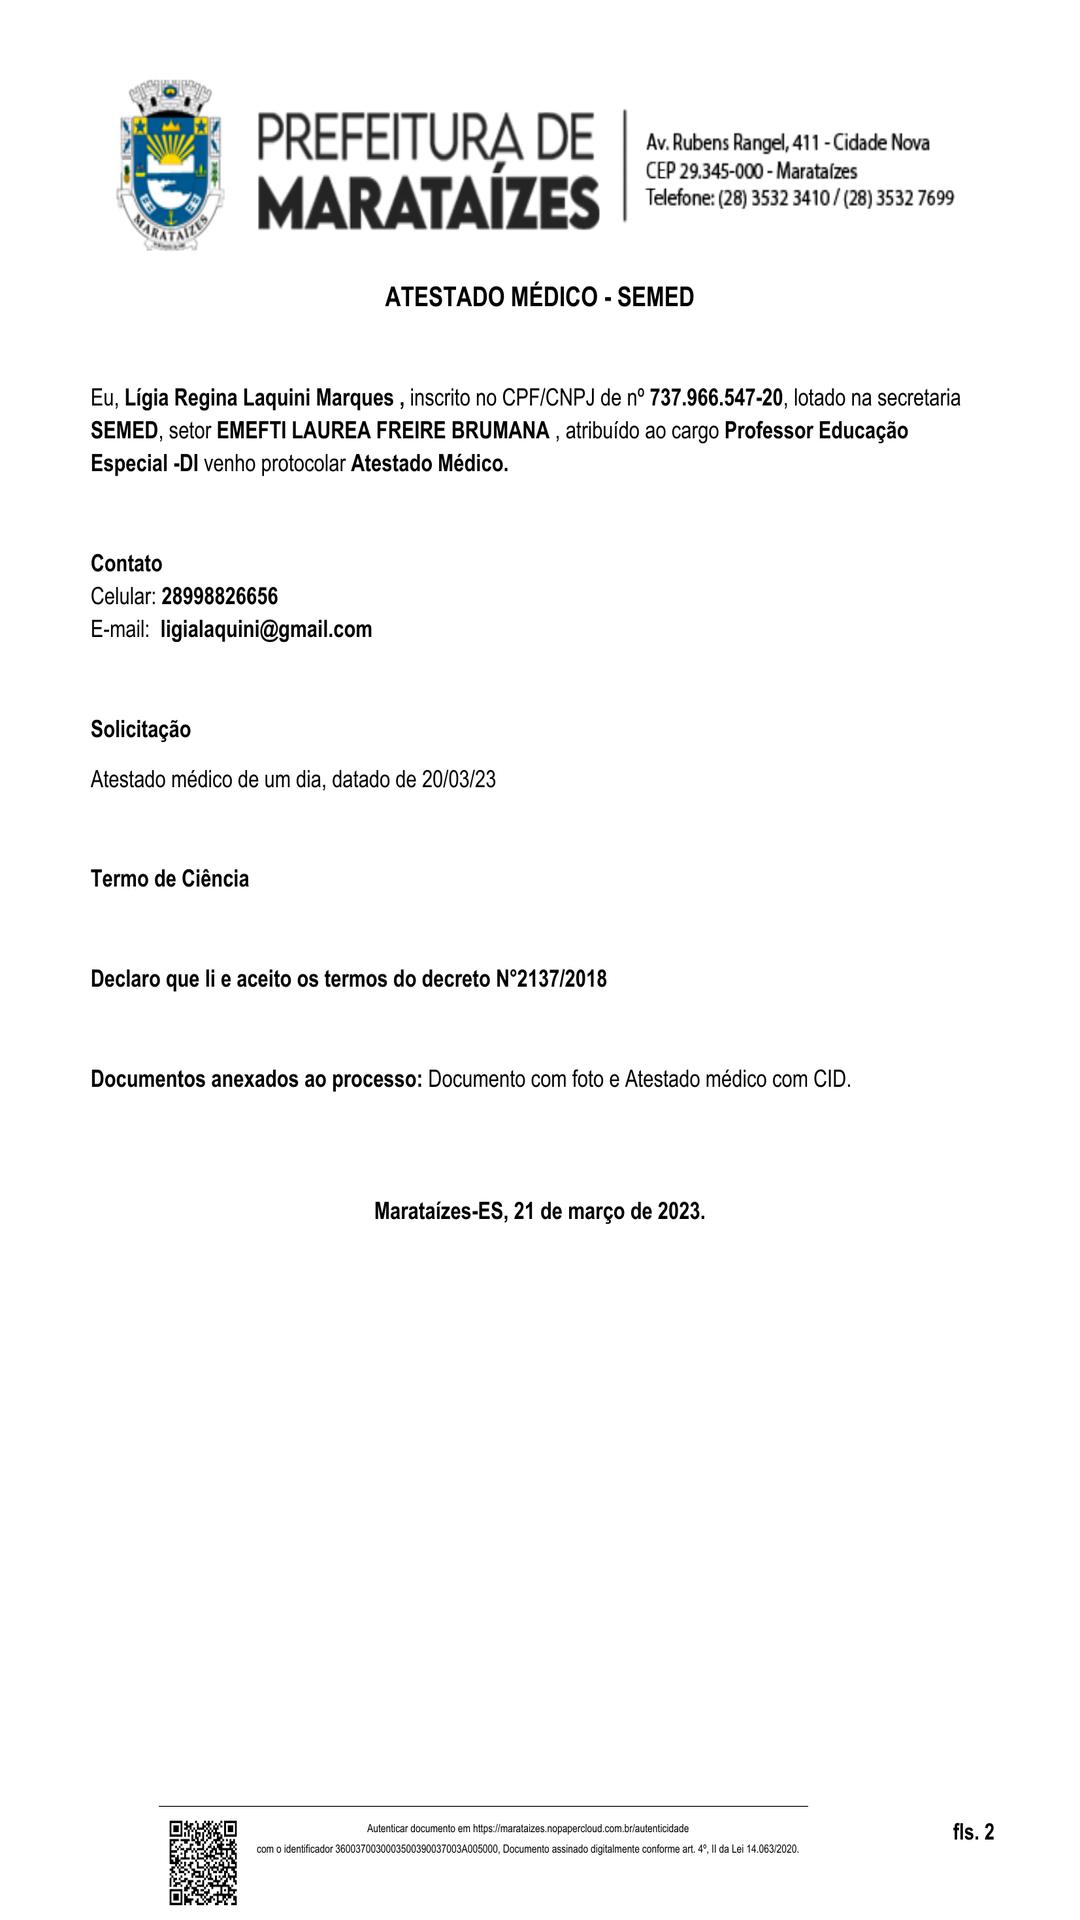 PREFEITURA DE
MARATAÍZES
Av. Rubens Rangel, 411 - Cidade Nova
CEP 29.345-000 - Marataízes
Telefone: (28) 3532 3410 / (28) 3532 7699
MARATAÍZES
ATESTADO MÉDICO - SEMED
Eu, Lígia Regina Laquini Marques , inscrito no CPF/CNPJ de nº 737.966.547-20, lotado na secretaria
SEMED, setor EMEFTI LAUREA FREIRE BRUMANA , atribuído ao cargo Professor Educação
Especial -DI venho protocolar Atestado Médico.
Contato
Celular: 28998826656
E-mail: ligialaquini@gmail.com
Solicitação
Atestado médico de um dia, datado de 20/03/23
Termo de Ciência
Declaro que li e aceito os termos do decreto N°2137/2018
Documentos anexados ao processo: Documento com foto e Atestado médico com CID.
Marataízes-ES, 21 de março de 2023.
Autenticar documento em https://marataizes.nopapercloud.com.br/autenticidade
com o identificador 3600370030003500390037003A005000, Documento assinado digitalmente conforme art. 4º, II da Lei 14.063/2020.
fls. 2